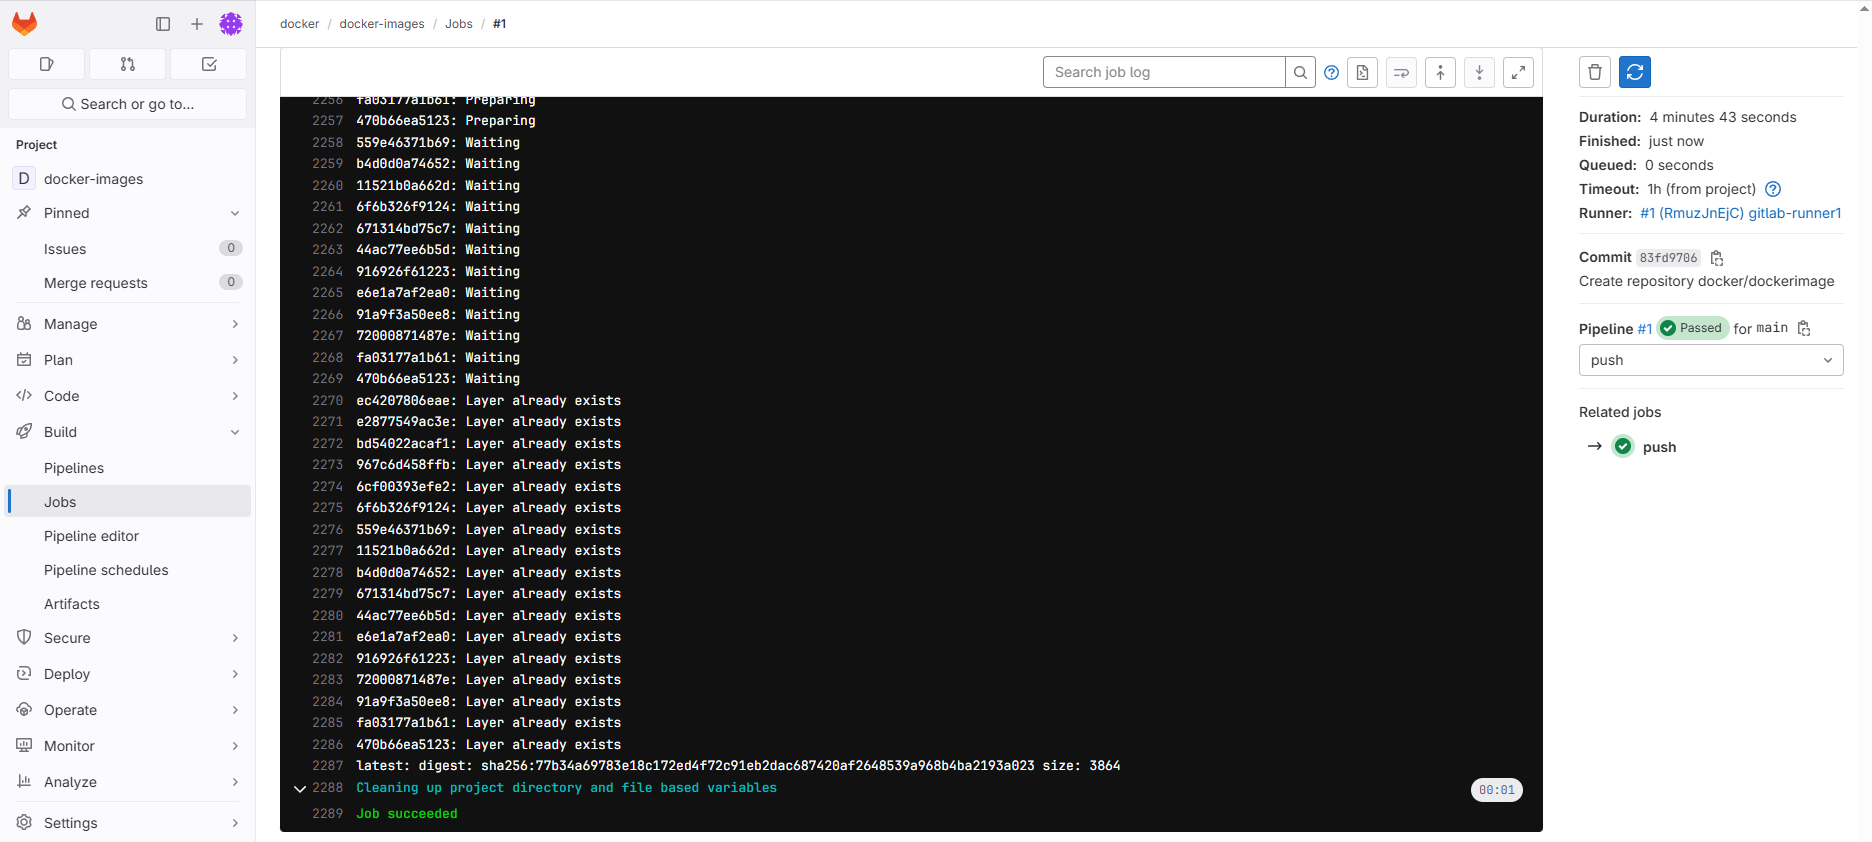 docker / docker-images / Jobs / #1
Search or go to...
Project
D docker-images
Pinned
Issues 0
Merge requests 0
Manage
Plan
Code
Build
Pipelines
Jobs
Pipeline editor
Pipeline schedules
Artifacts
Secure
Deploy
Operate
Monitor
Analyze
Settings
Search job log
2256 fa03177a1b61: Preparing
2257 470b66ea5123: Preparing
2258 559e46371b69: Waiting
2259 b4d0d0a74652: Waiting
2260 11521b0a662d: Waiting
2261 6f6b326f9124: Waiting
2262 671314bd75c7: Waiting
2263 44ac77ee6b5d: Waiting
2264 916926f61223: Waiting
2265 e6e1a7af2ea0: Waiting
2266 91a9f3a50ee8: Waiting
2267 72000871487e: Waiting
2268 fa03177a1b61: Waiting
2269 470b66ea5123: Waiting
2270 ec4207806eae: Layer already exists
2271 e2877549ac3e: Layer already exists
2272 bd54022acaf1: Layer already exists
2273 967c6d458ffb: Layer already exists
2274 6cf00393efe2: Layer already exists
2275 6f6b326f9124: Layer already exists
2276 559e46371b69: Layer already exists
2277 11521b0a662d: Layer already exists
2278 b4d0d0a74652: Layer already exists
2279 671314bd75c7: Layer already exists
2280 44ac77ee6b5d: Layer already exists
2281 e6e1a7af2ea0: Layer already exists
2282 916926f61223: Layer already exists
2283 72000871487e: Layer already exists
2284 91a9f3a50ee8: Layer already exists
2285 fa03177a1b61: Layer already exists
2286 470b66ea5123: Layer already exists
2287 latest: digest: sha256:77b34a69783e18c172ed4f72c91eb2dac687420af2648539a968b4ba2193a023 size: 3864
2288 Cleaning up project directory and file based variables 00:01
2289 Job succeeded
Duration: 4 minutes 43 seconds
Finished: just now
Queued: 0 seconds
Timeout: 1h (from project)
Runner: #1 (RmuzJnEjC) gitlab-runner1
Commit 83fd9706
Create repository docker/dockerimage
Pipeline #1 Passed for main
push
Related jobs
push